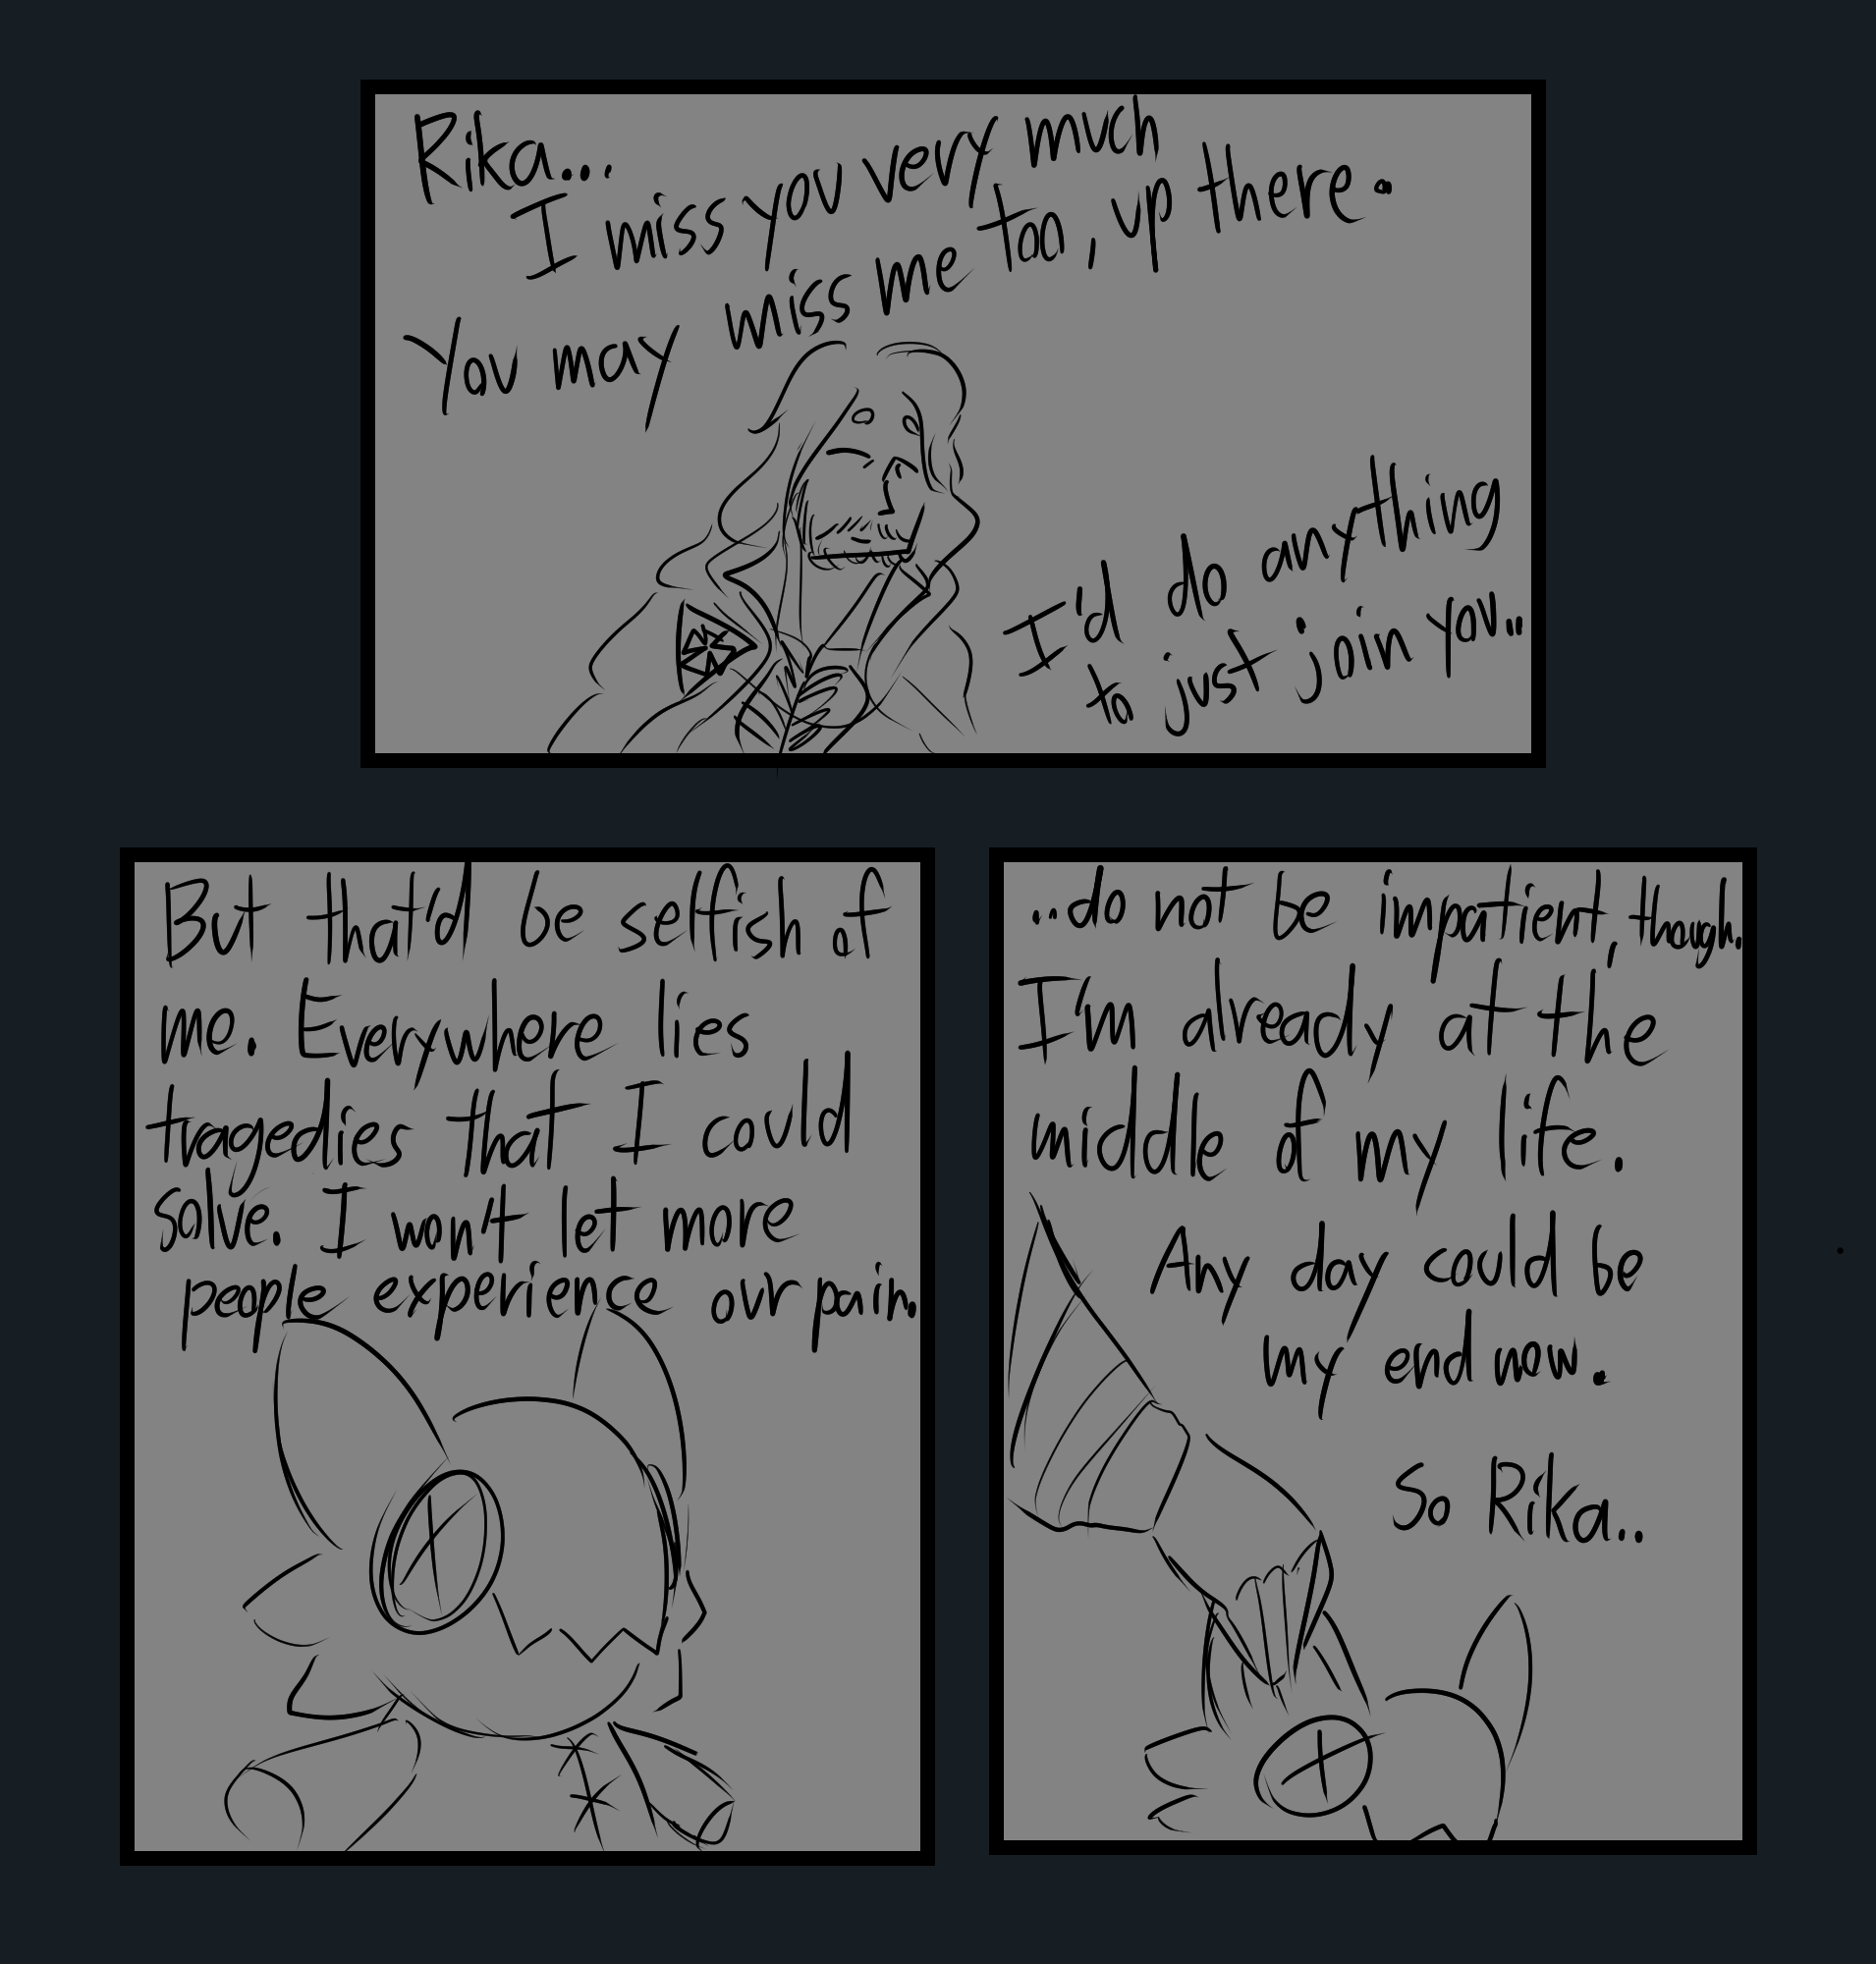 Rika...
I miss you very much
You may miss me too, up there.
I'd do anything
to just join you...
But that'd be selfish of
me. Everywhere lies
tragedies that I could
solve. I won't let more
people experience our pain.
...do not be impatient, though.
I'm already at the
middle of my life.
Any day could be
my end now.
So Rika...